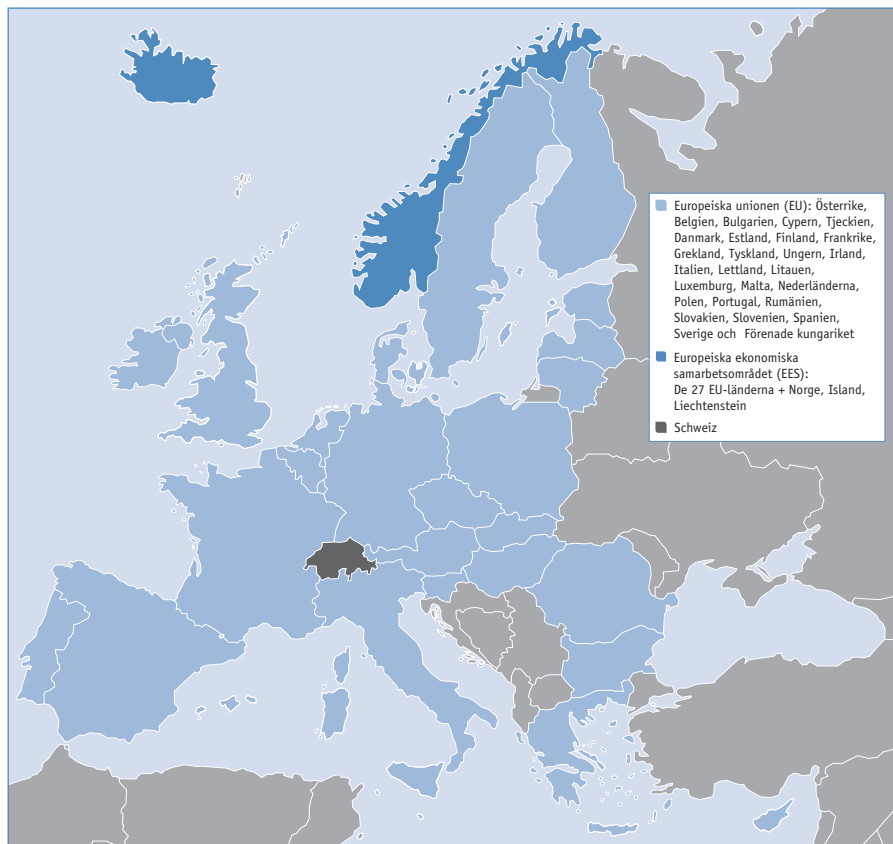 Europeiska unionen (EU): Österrike,
Belgien, Bulgarien, Cypern, Tjeckien,
Danmark, Estland, Finland, Frankrike,
Grekland, Tyskland, Ungern, Irland,
Italien, Lettland, Litauen,
Luxemburg, Malta, Nederländerna,
Polen, Portugal, Rumänien,
Slovakien, Slovenien, Spanien,
Sverige och Förenade kungariket
Europeiska ekonomiska
samarbetsområdet (EES):
De 27 EU-länderna + Norge, Island,
Liechtenstein
Schweiz